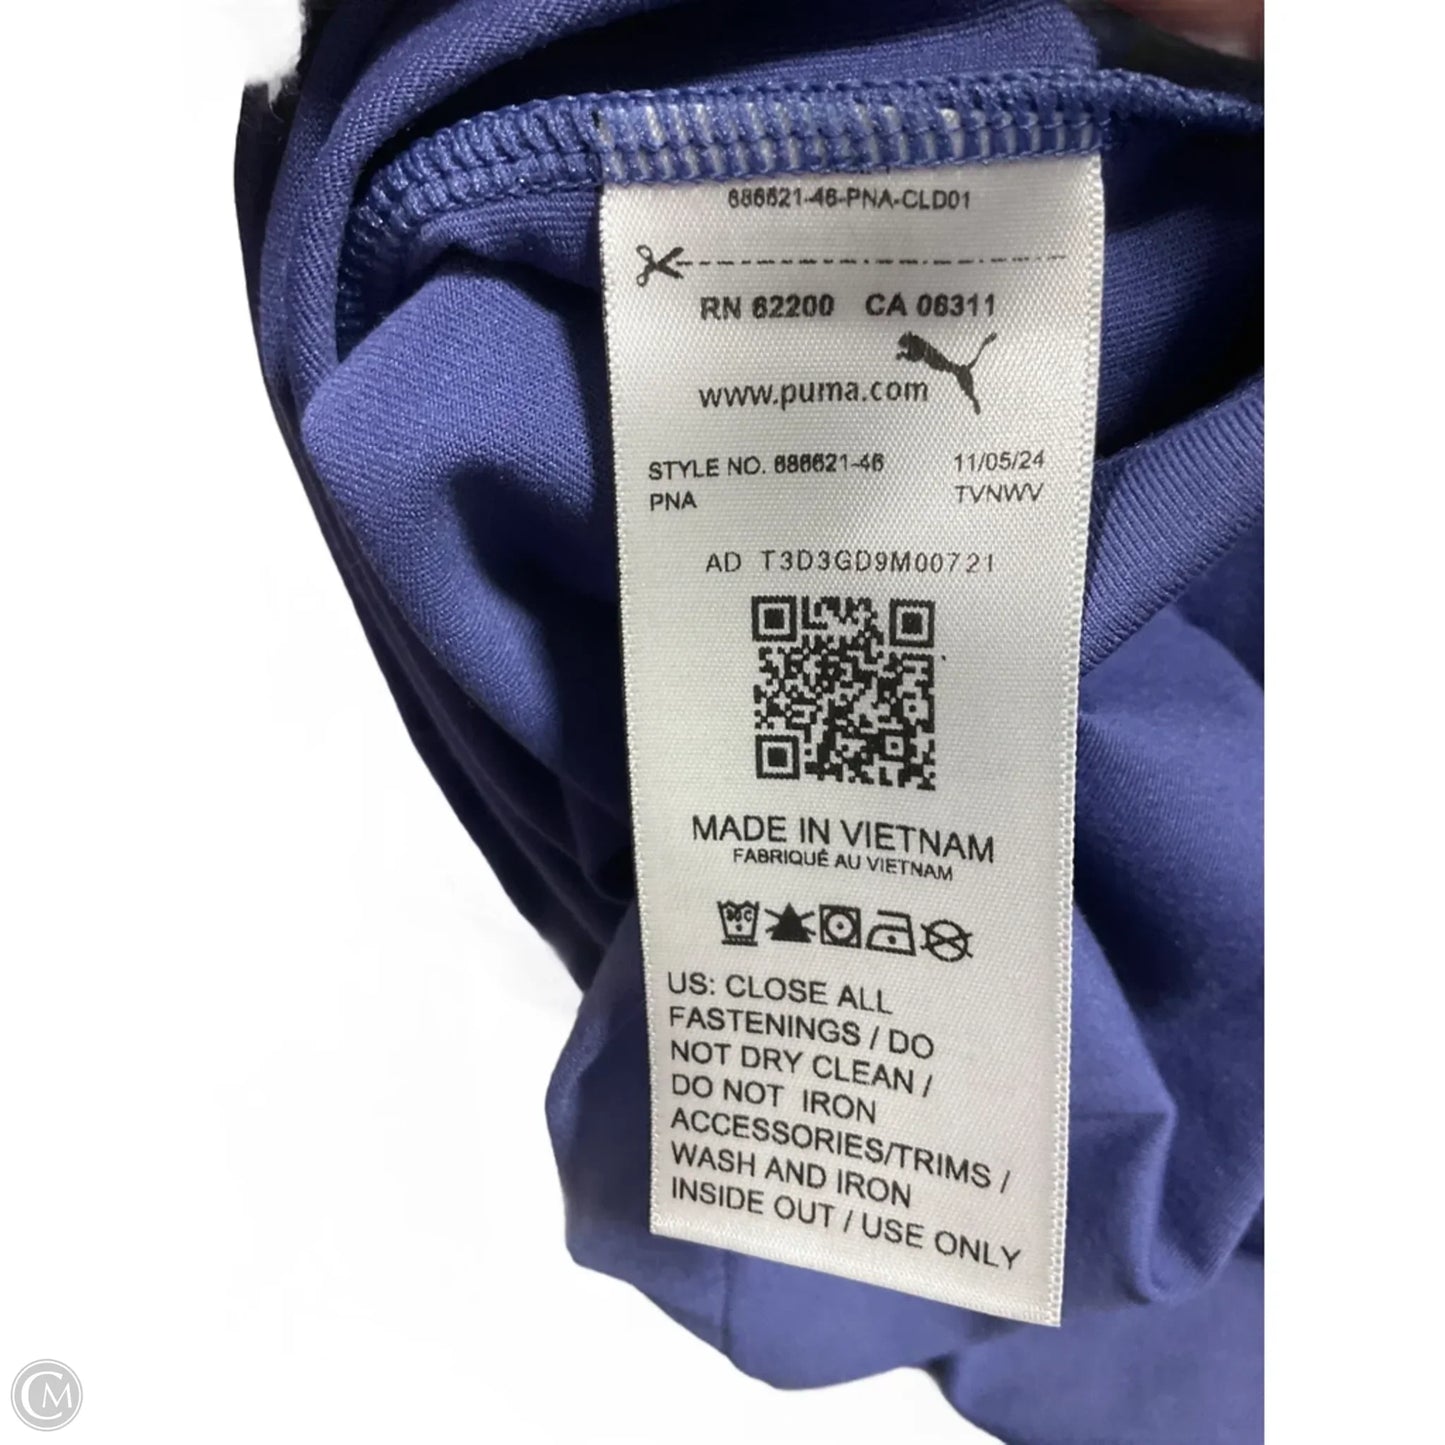 686621-46-PNA-CLD01
RN 62200 CA 06311
www.puma.com
STYLE NO. 686621-46 11/05/24
PNA TVNWV
AD T3D3GD9M00721
MADE IN VIETNAM
FABRIQUÉ AU VIETNAM
30C
US: CLOSE ALL
FASTENINGS / DO
NOT DRY CLEAN /
DO NOT IRON
ACCESSORIES/TRIMS /
WASH AND IRON
INSIDE OUT / USE ONLY
CM